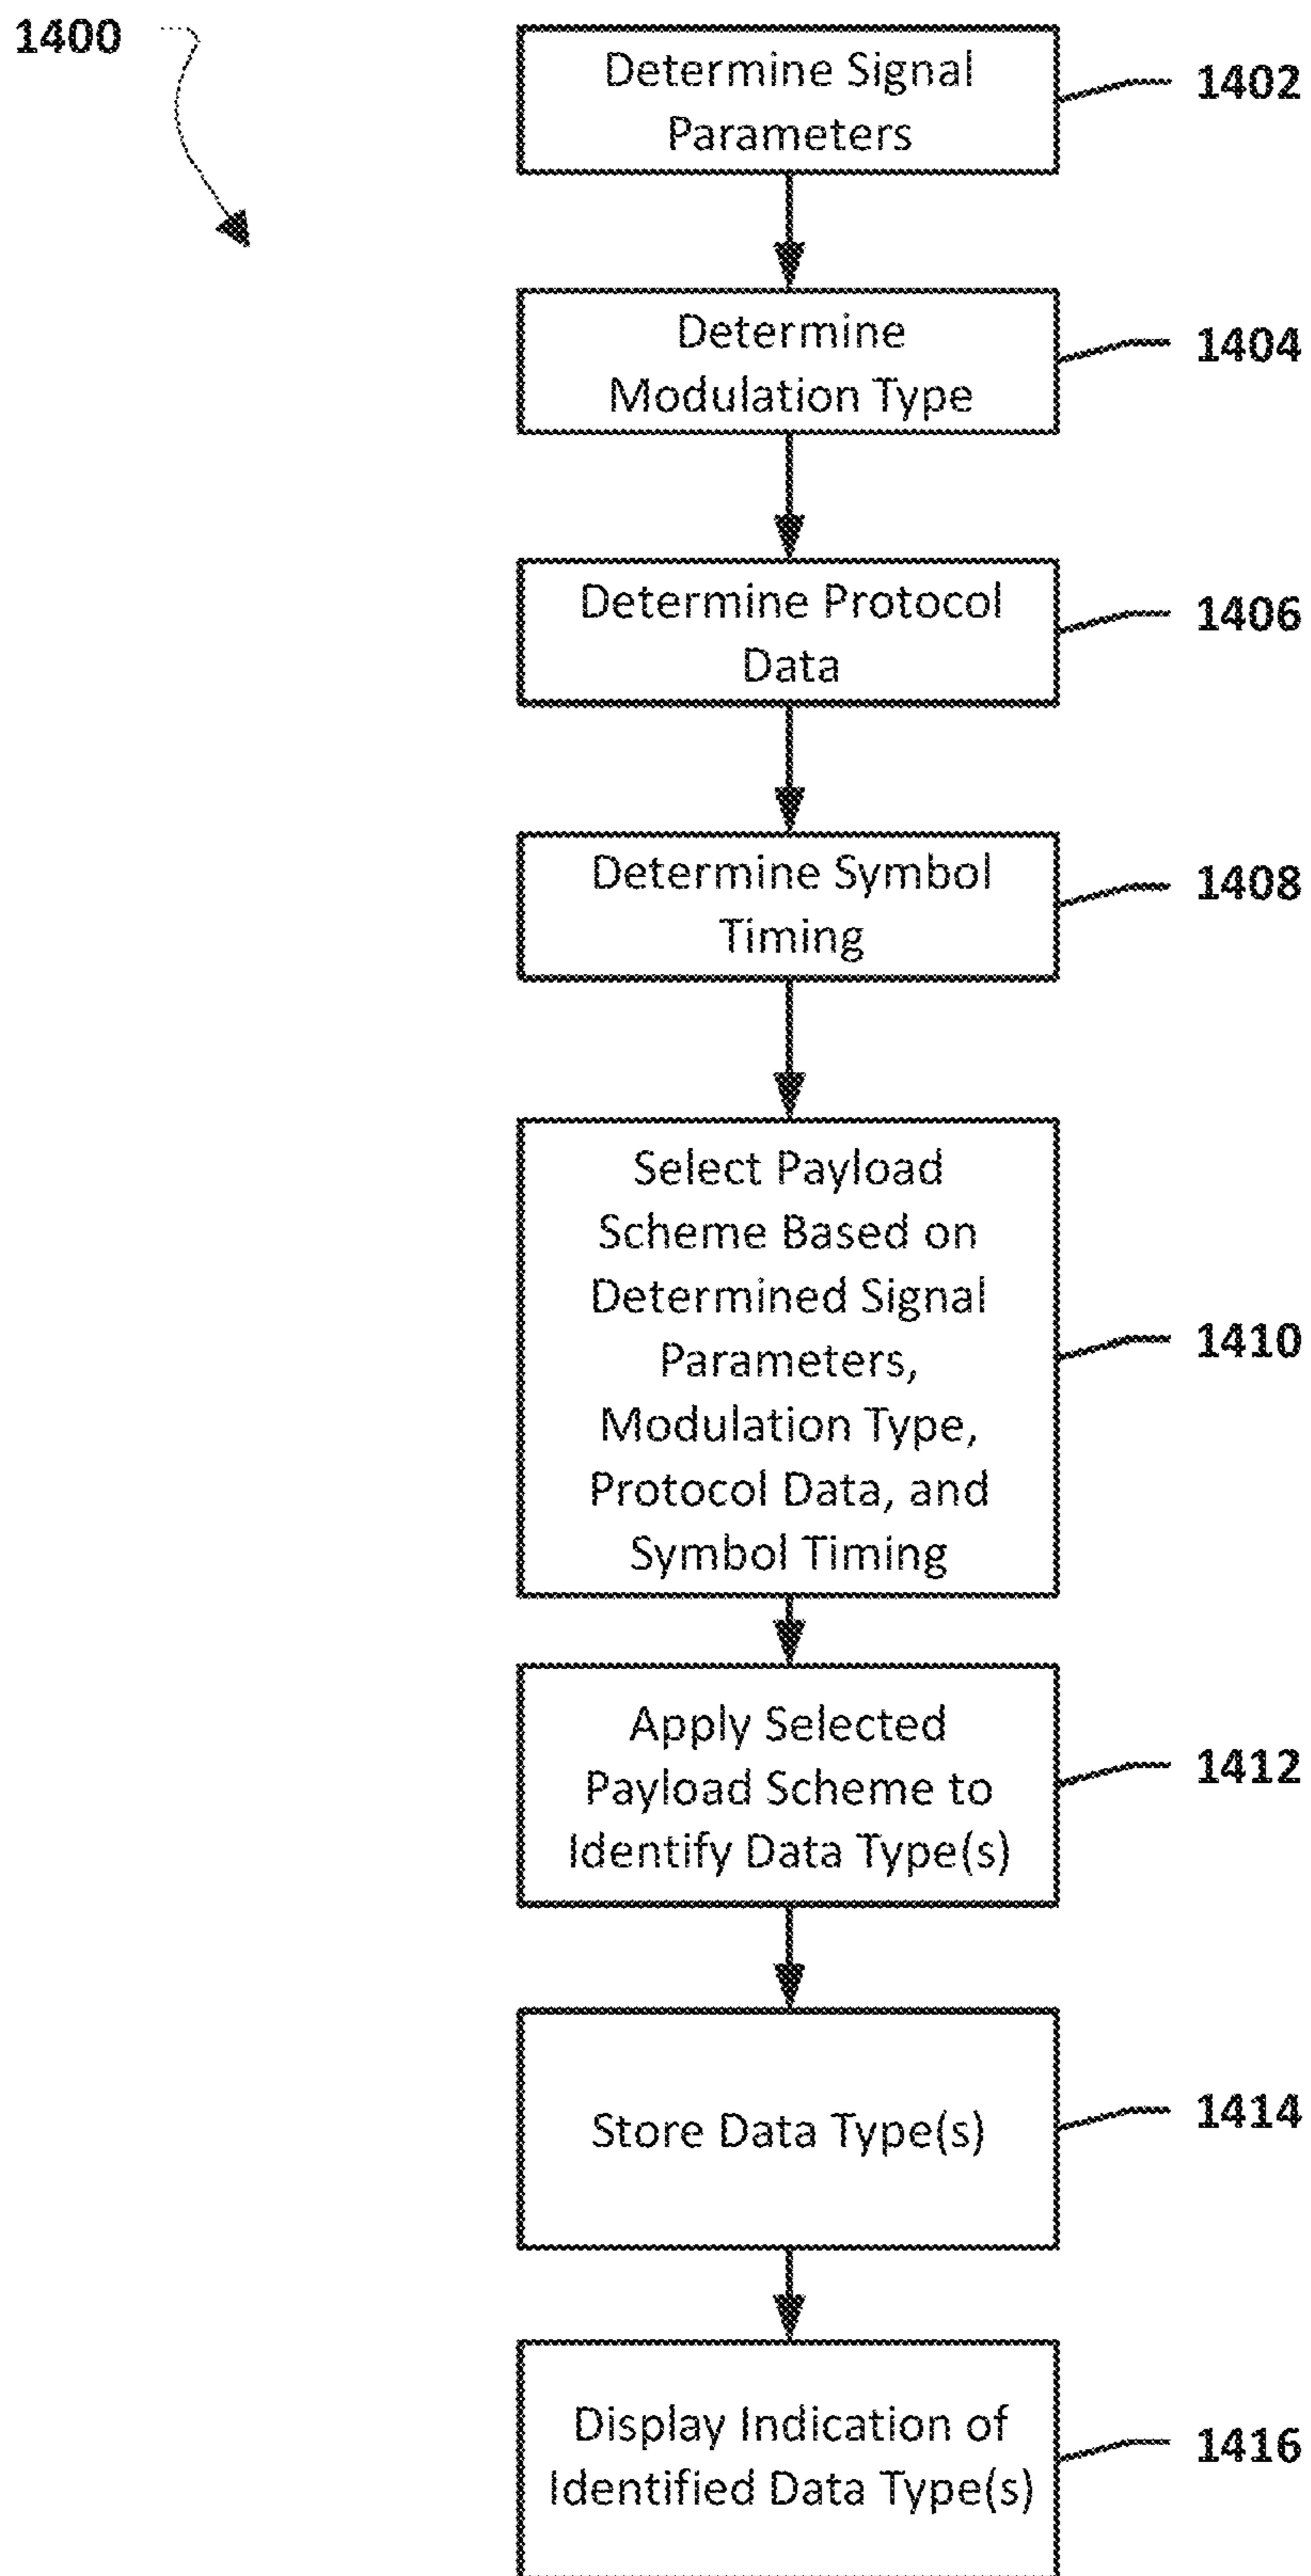 1400
Determine Signal
Parameters
1402
Determine
Modulation Type
1404
Determine Protocol
Data
1406
Determine Symbol
Timing
1408
Select Payload
Scheme Based on
Determined Signal
Parameters,
Modulation Type,
Protocol Data, and
Symbol Timing
1410
Apply Selected
Payload Scheme to
Identify Data Type(s)
1412
Store Data Type(s)
1414
Display Indication of
Identified Data Type(s)
1416